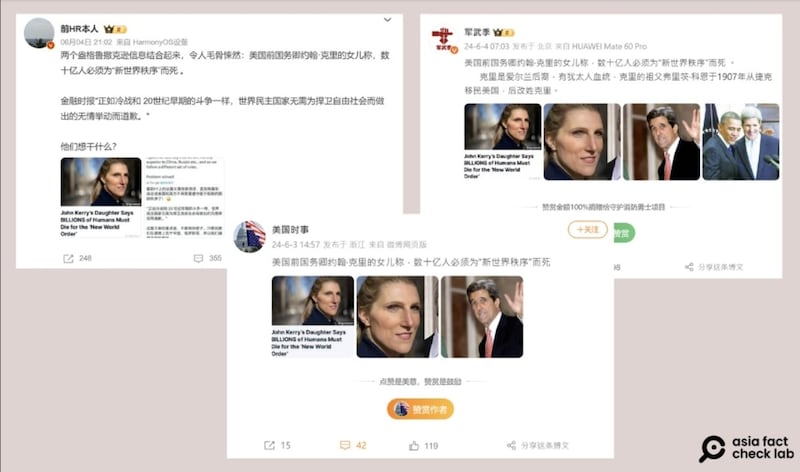 前HR本人
06月04日 21:02 来自 HarmonyOS设备
两个盎格鲁撒克逊信息结合起来，令人毛骨悚然：美国前国务卿约翰·克里的女儿称，数
十亿人必须为“新世界秩序”而死 。
金融时报“正如冷战和 20世纪早期的斗争一样，世界民主国家无需为捍卫自由社会而做
出的无情举动而道歉。”
他们想干什么？
John Kerry's Daughter Says
BILLIONS of Humans Must
Die for the 'New World
Order'
248
355
军武季
24-6-4 07:03 发布于 北京 来自 HUAWEI Mate 60 Pro
美国前国务卿约翰·克里的女儿称，数十亿人必须为“新世界秩序”而死 。
克里是爱尔兰后裔，有犹太人血统，克里的祖父弗里茨·科恩于1907年从捷克
移民美国，后改姓克里。
John Kerry's Daughter Says
BILLIONS of Humans Must
Die for the 'New World
Order'
赞赏金额100%捐赠给守护消防勇士项目
赞赏
98
分享这条博文
美国时事
24-6-3 14:57 发布于 浙江 来自 微博网页版
+关注
美国前国务卿约翰·克里的女儿称，数十亿人必须为“新世界秩序”而死
John Kerry's Daughter Says
BILLIONS of Humans Must
Die for the 'New World
Order'
点赞是美意，赞赏是鼓励
赞赏作者
15
42
119
分享这条博文
asia fact
check lab